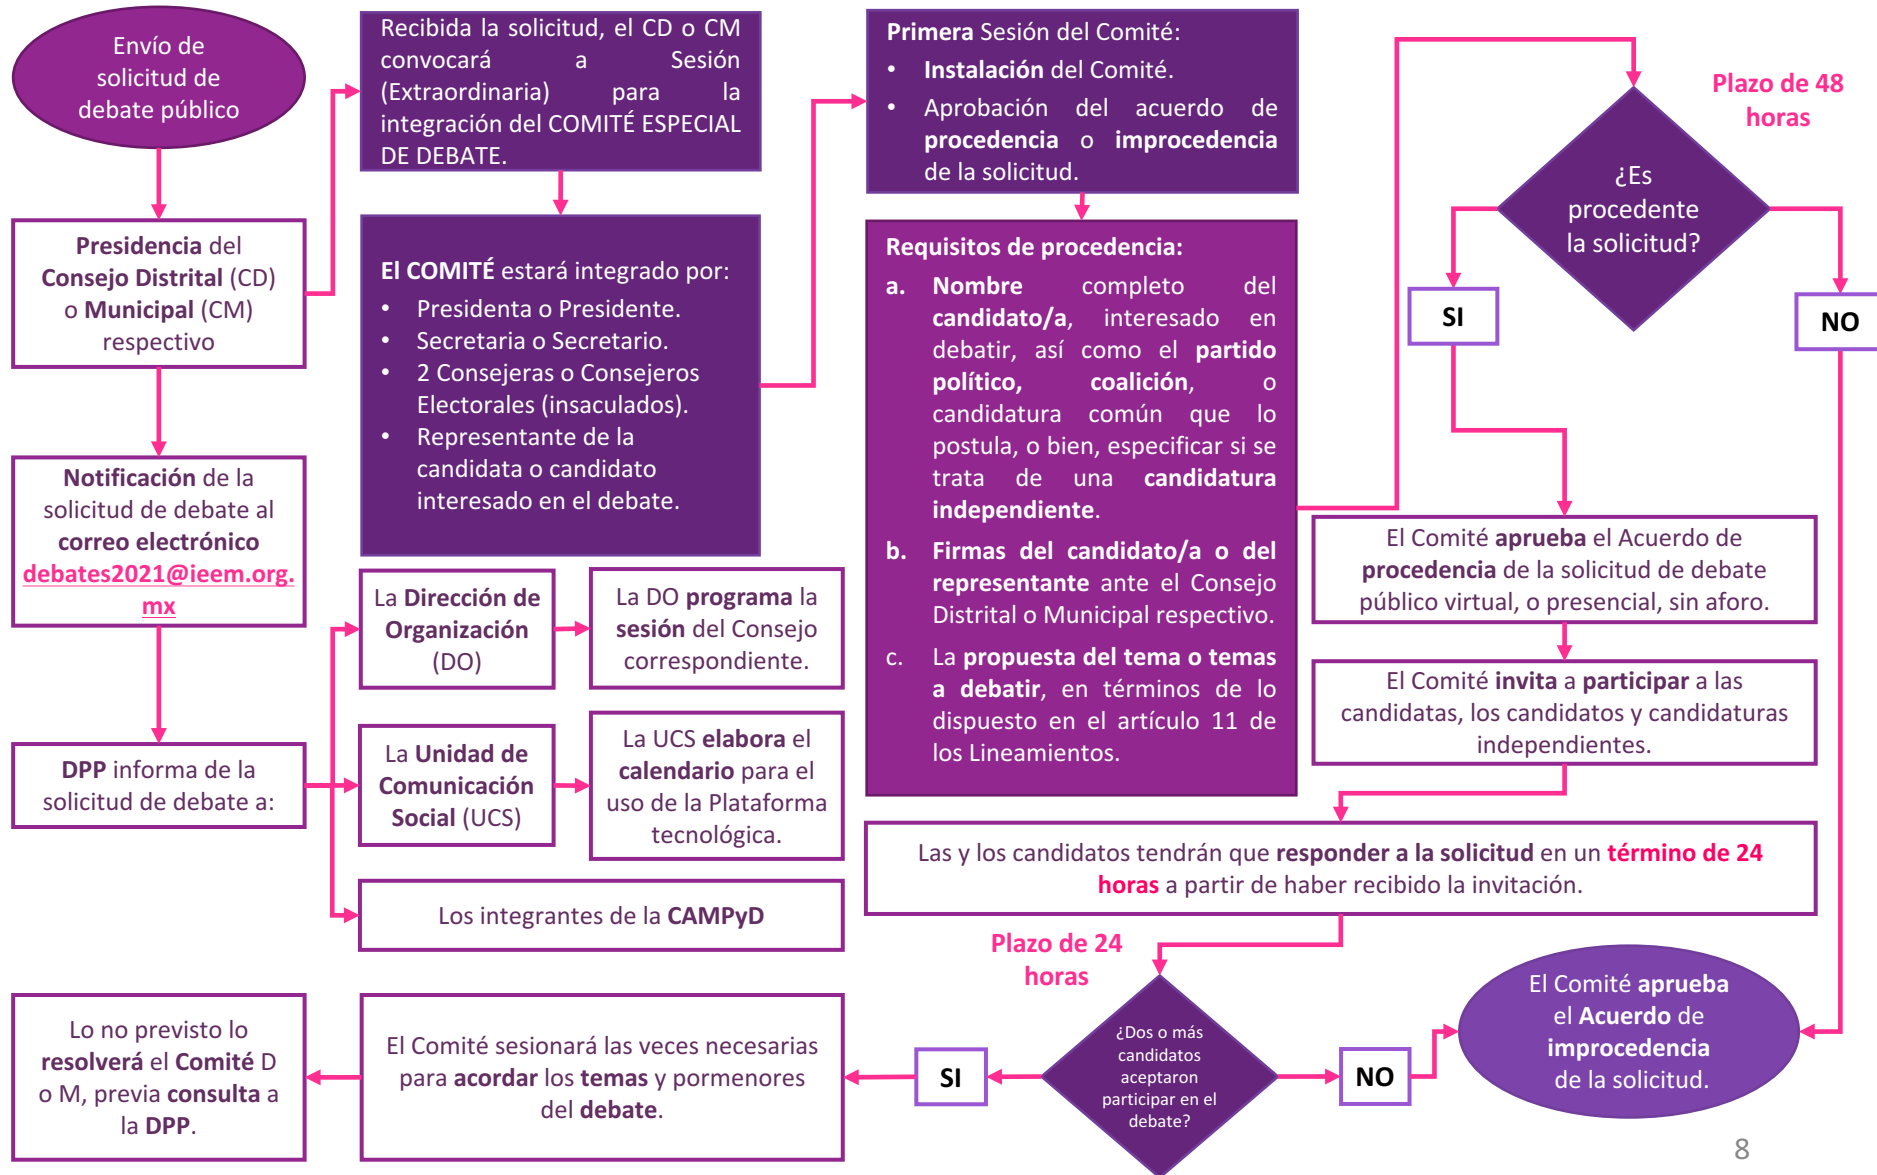 Envío de
solicitud de
debate público
Presidencia del
Consejo Distrital (CD)
o Municipal (CM)
respectivo
Notificación de la
solicitud de debate al
correo electrónico
debates2021@ieem.org.
mx
DPP informa de la
solicitud de debate a:
Recibida la solicitud, el CD o CM
convocará a Sesión
(Extraordinaria) para la
integración del COMITÉ ESPECIAL
DE DEBATE.
El COMITÉ estará integrado por:
• Presidenta o Presidente.
• Secretaria o Secretario.
• 2 Consejeras o Consejeros
Electorales (insaculados).
• Representante de la
candidata o candidato
interesado en el debate.
La Dirección de
Organización
(DO)
La DO programa la
sesión del Consejo
correspondiente.
La Unidad de
Comunicación
Social (UCS)
La UCS elabora el
calendario para el
uso de la Plataforma
tecnológica.
Los integrantes de la CAMPyD
Primera Sesión del Comité:
• Instalación del Comité.
• Aprobación del acuerdo de
procedencia o improcedencia
de la solicitud.
Requisitos de procedencia:
a. Nombre completo del
candidato/a, interesado en
debatir, así como el partido
político, coalición, o
candidatura común que lo
postula, o bien, especificar si se
trata de una candidatura
independiente.
b. Firmas del candidato/a o del
representante ante el Consejo
Distrital o Municipal respectivo.
c. La propuesta del tema o temas
a debatir, en términos de lo
dispuesto en el artículo 11 de
los Lineamientos.
Plazo de 48
horas
¿Es
procedente
la solicitud?
SI
NO
El Comité aprueba el Acuerdo de
procedencia de la solicitud de debate
público virtual, o presencial, sin aforo.
El Comité invita a participar a las
candidatas, los candidatos y candidaturas
independientes.
Las y los candidatos tendrán que responder a la solicitud en un término de 24
horas a partir de haber recibido la invitación.
Plazo de 24
horas
¿Dos o más
candidatos
aceptaron
participar en el
debate?
SI
NO
El Comité aprueba
el Acuerdo de
improcedencia
de la solicitud.
El Comité sesionará las veces necesarias
para acordar los temas y pormenores
del debate.
Lo no previsto lo
resolverá el Comité D
o M, previa consulta a
la DPP.
8